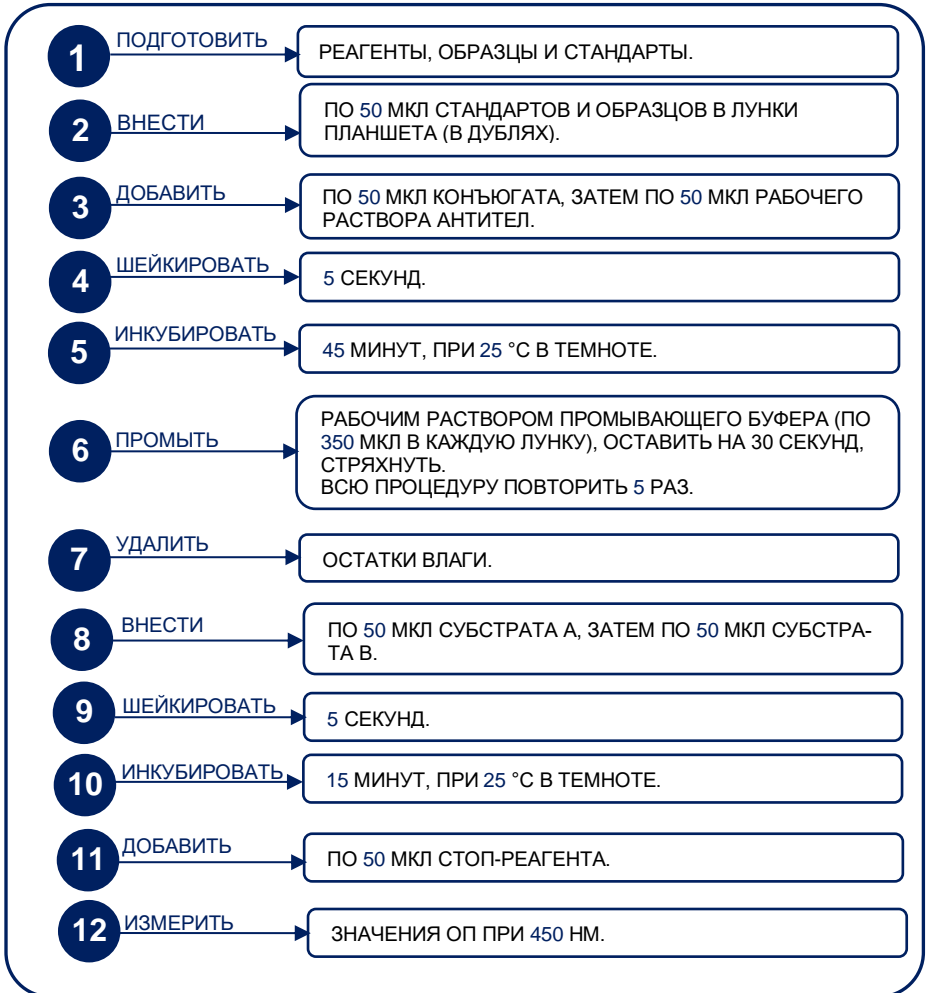 1
ПОДГОТОВИТЬ
РЕАГЕНТЫ, ОБРАЗЦЫ И СТАНДАРТЫ.
2
ВНЕСТИ
ПО 50 МКЛ СТАНДАРТОВ И ОБРАЗЦОВ В ЛУНКИ
ПЛАНШЕТА (В ДУБЛЯХ).
3
ДОБАВИТЬ
ПО 50 МКЛ КОНЪЮГАТА, ЗАТЕМ ПО 50 МКЛ РАБОЧЕГО
РАСТВОРА АНТИТЕЛ.
4
ШЕЙКИРОВАТЬ
5 СЕКУНД.
5
ИНКУБИРОВАТЬ
45 МИНУТ, ПРИ 25 °С В ТЕМНОТЕ.
6
ПРОМЫТЬ
РАБОЧИМ РАСТВОРОМ ПРОМЫВАЮЩЕГО БУФЕРА (ПО
350 МКЛ В КАЖДУЮ ЛУНКУ), ОСТАВИТЬ НА 30 СЕКУНД,
СТРЯХНУТЬ.
ВСЮ ПРОЦЕДУРУ ПОВТОРИТЬ 5 РАЗ.
7
УДАЛИТЬ
ОСТАТКИ ВЛАГИ.
8
ВНЕСТИ
ПО 50 МКЛ СУБСТРАТА А, ЗАТЕМ ПО 50 МКЛ СУБСТРА-
ТА В.
9
ШЕЙКИРОВАТЬ
5 СЕКУНД.
10
ИНКУБИРОВАТЬ
15 МИНУТ, ПРИ 25 °С В ТЕМНОТЕ.
11
ДОБАВИТЬ
ПО 50 МКЛ СТОП-РЕАГЕНТА.
12
ИЗМЕРИТЬ
ЗНАЧЕНИЯ ОП ПРИ 450 НМ.